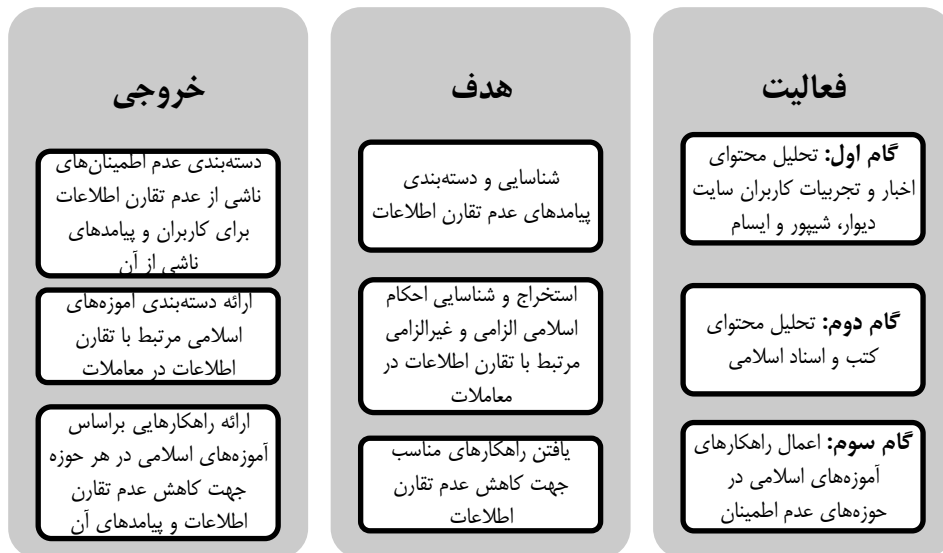 فعالیت
گام اول: تحلیل محتوای
اخبار و تجربیات کاربران سایت
دیوار، شیپور و ایسام
گام دوم: تحلیل محتوای
کتب و اسناد اسلامی
گام سوم: اعمال راهکارهای
آموزه‌های اسلامی در
حوزه‌های عدم اطمینان
هدف
شناسایی و دسته‌بندی
پیامدهای عدم تقارن اطلاعات
استخراج و شناسایی احکام
اسلامی الزامی و غیرالزامی
مرتبط با تقارن اطلاعات در
معاملات
یافتن راهکارهای مناسب
جهت کاهش عدم تقارن
اطلاعات
خروجی
دسته‌بندی عدم اطمینان‌های
ناشی از عدم تقارن اطلاعات
برای کاربران و پیامدهای
ناشی از آن
ارائه دسته‌بندی آموزه‌های
اسلامی مرتبط با تقارن
اطلاعات در معاملات
ارائه راهکارهایی براساس
آموزه‌های اسلامی در هر حوزه
جهت کاهش عدم تقارن
اطلاعات و پیامدهای آن